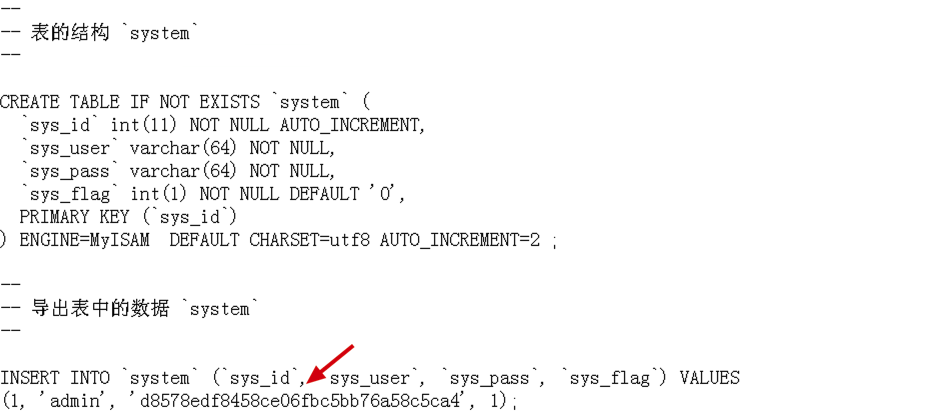 --
-- 表的结构 `system`
--
CREATE TABLE IF NOT EXISTS `system` (
`sys_id` int(11) NOT NULL AUTO_INCREMENT,
`sys_user` varchar(64) NOT NULL,
`sys_pass` varchar(64) NOT NULL,
`sys_flag` int(1) NOT NULL DEFAULT '0',
PRIMARY KEY (`sys_id`)
) ENGINE=MyISAM  DEFAULT CHARSET=utf8 AUTO_INCREMENT=2 ;
--
-- 导出表中的数据 `system`
--
INSERT INTO `system` (`sys_id`, sys_user`, `sys_pass`, `sys_flag`) VALUES
(1, 'admin', 'd8578edf8458ce06fbc5bb76a58c5ca4', 1);